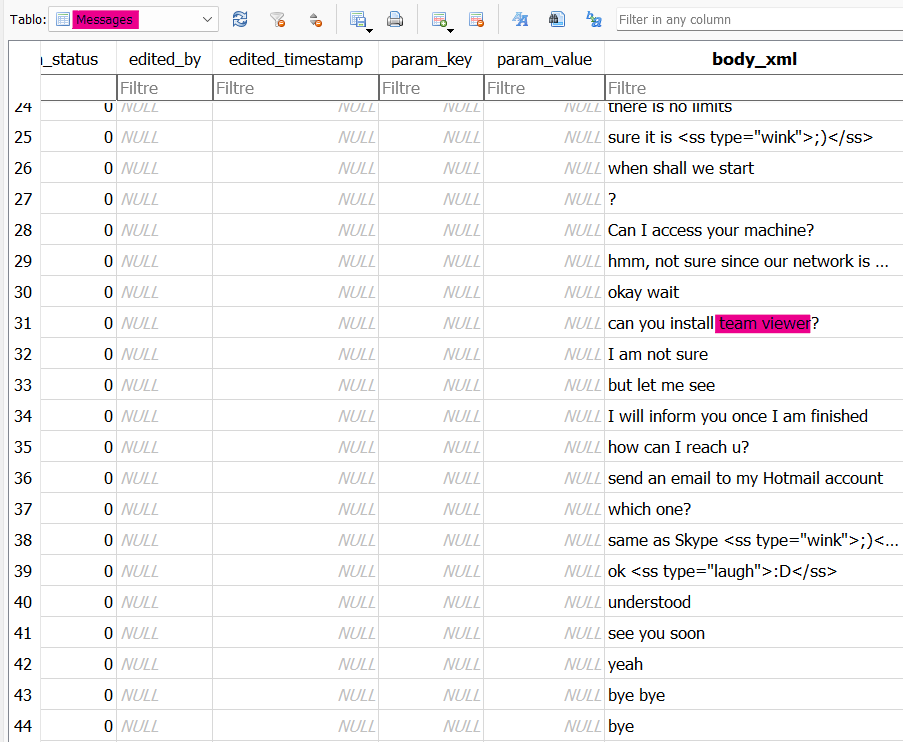 Tablo: Messages Filter in any column
_status edited_by edited_timestamp param_key param_value body_xml
Filtre Filtre Filtre Filtre Filtre
24 0 NULL NULL NULL NULL there is no limits
25 0 NULL NULL NULL NULL sure it is <ss type="wink">;)</ss>
26 0 NULL NULL NULL NULL when shall we start
27 0 NULL NULL NULL NULL ?
28 0 NULL NULL NULL NULL Can I access your machine?
29 0 NULL NULL NULL NULL hmm, not sure since our network is ...
30 0 NULL NULL NULL NULL okay wait
31 0 NULL NULL NULL NULL can you install team viewer?
32 0 NULL NULL NULL NULL I am not sure
33 0 NULL NULL NULL NULL but let me see
34 0 NULL NULL NULL NULL I will inform you once I am finished
35 0 NULL NULL NULL NULL how can I reach u?
36 0 NULL NULL NULL NULL send an email to my Hotmail account
37 0 NULL NULL NULL NULL which one?
38 0 NULL NULL NULL NULL same as Skype <ss type="wink">;)<...
39 0 NULL NULL NULL NULL ok <ss type="laugh">:D</ss>
40 0 NULL NULL NULL NULL understood
41 0 NULL NULL NULL NULL see you soon
42 0 NULL NULL NULL NULL yeah
43 0 NULL NULL NULL NULL bye bye
44 0 NULL NULL NULL NULL bye